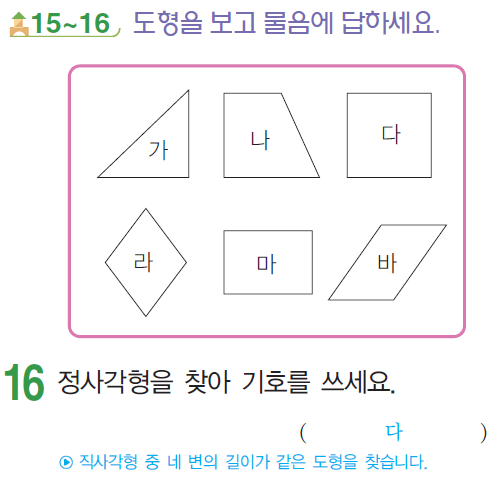 15~16 도형을 보고 물음에 답하세요.
가 나 다
라 마 바
16 정사각형을 찾아 기호를 쓰세요.
( 다 )
▶ 직사각형 중 네 변의 길이가 같은 도형을 찾습니다.